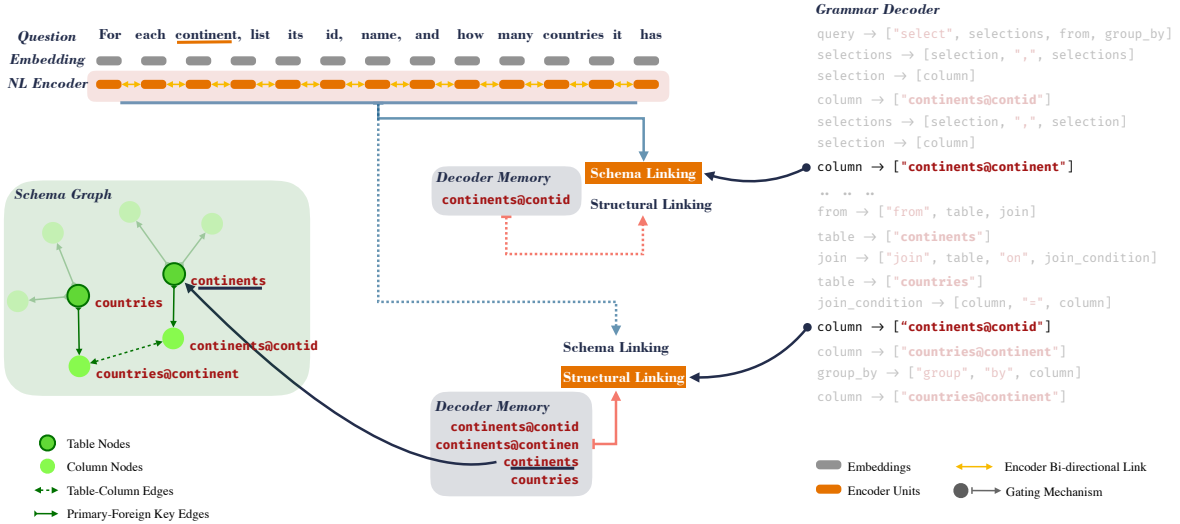 Grammar Decoder
Question For each continent, list its id, name, and how many countries it has
Embedding
NL Encoder
query → ["select", selections, from, group_by]
selections → [selection, ",", selections]
selection → [column]
column → ["continents@contid"]
selections → [selection, ",", selection]
selection → [column]
column → ["continents@continent"]
.. .. ..
from → ["from", table, join]
table → ["continents"]
join → ["join", table, "on", join_condition]
table → ["countries"]
join_condition → [column, "=", column]
column → [“continents@contid"]
column → ["countries@continent"]
group_by → ["group", "by", column]
column → ["countries@continent"]
Decoder Memory
continents@contid
Schema Linking
Structural Linking
Schema Graph
continents
countries
continents@contid
countries@continent
Schema Linking
Structural Linking
Decoder Memory
continents@contid
continents@continen
continents
countries
Table Nodes
Column Nodes
Table-Column Edges
Primary-Foreign Key Edges
Embeddings
Encoder Units
Encoder Bi-directional Link
Gating Mechanism